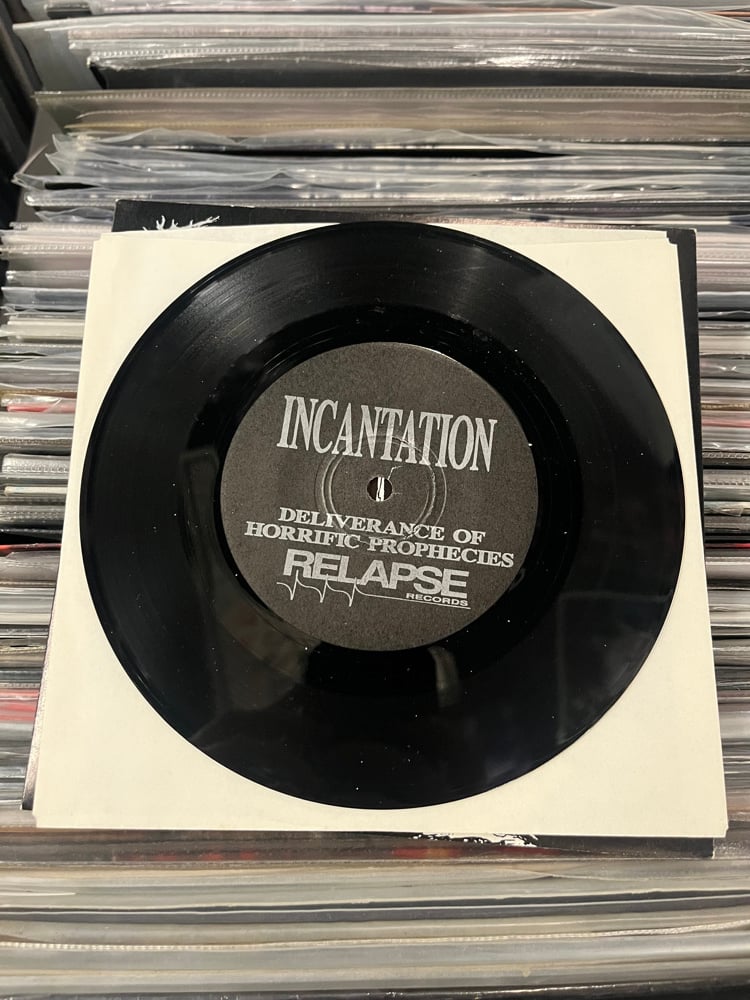 INCANTATION
DELIVERANCE OF
HORRIFIC PROPHECIES
RELAPSE
RECORDS